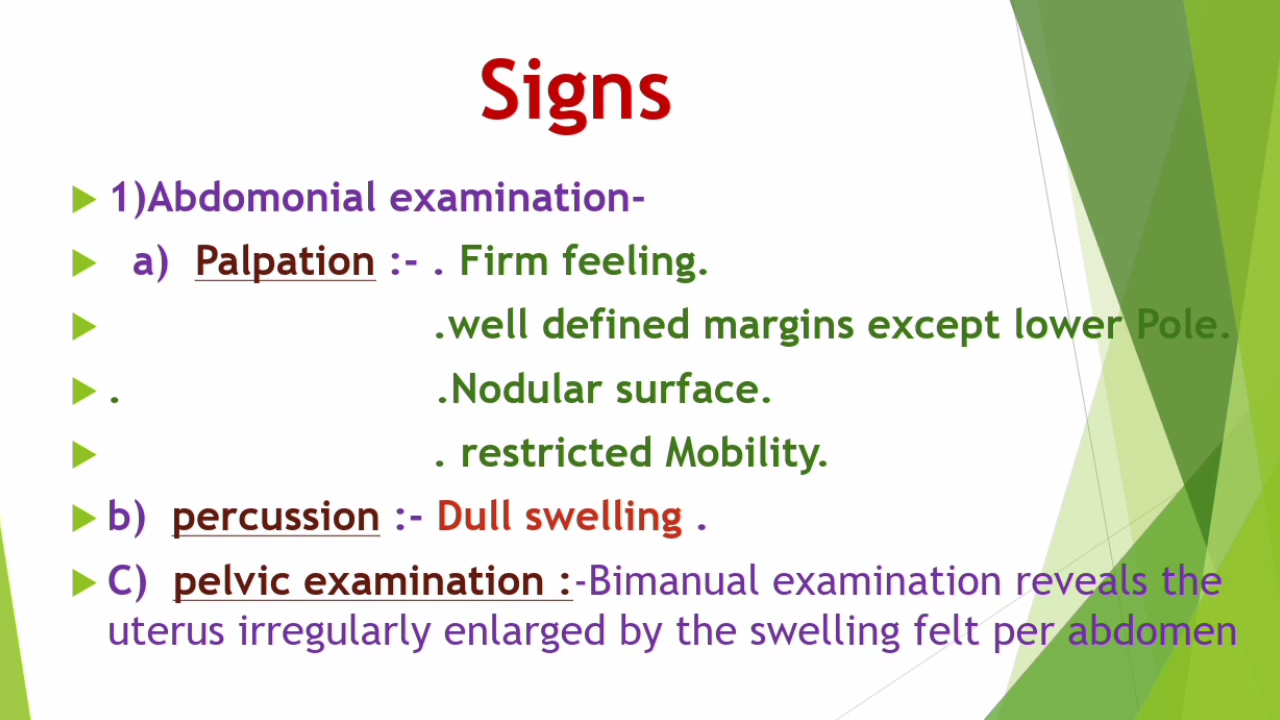 Signs
1)Abdomonial examination-
a) Palpation :- . Firm feeling.
.well defined margins except lower Pole.
. .Nodular surface.
. restricted Mobility.
b) percussion :- Dull swelling .
C) pelvic examination :-Bimanual examination reveals the
uterus irregularly enlarged by the swelling felt per abdomen